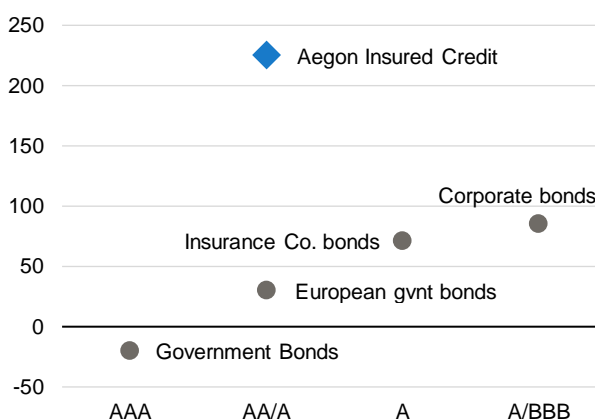 250
Aegon Insured Credit
200
150
Corporate bonds
100
Insurance Co. bonds
50
European gvnt bonds
0
Government Bonds
-50
AAA AA/A A A/BBB